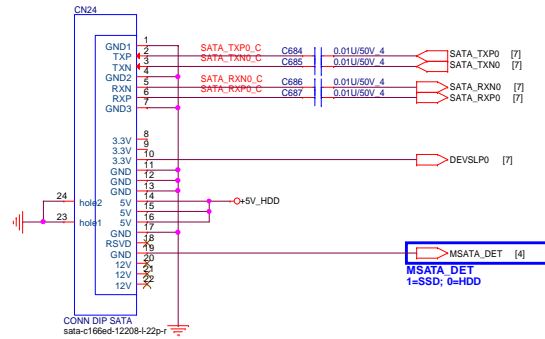 CN24
GND1 1
TXP 2 SATA_TXP0_C C684 0.01U/50V_4 SATA_TXP0 [7]
TXN 3 SATA_TXN0_C C685 0.01U/50V_4 SATA_TXN0 [7]
GND2 4
RXN 5 SATA_RXN0_C C686 0.01U/50V_4 SATA_RXN0 [7]
RXP 6 SATA_RXP0_C C687 0.01U/50V_4 SATA_RXP0 [7]
GND3 7
3.3V 8
3.3V 9
3.3V 10 DEVSLP0 [7]
GND 11
GND 12
GND 13
24 hole2 5V 14 +5V_HDD
5V 15
23 hole1 5V 16
GND 17
RSVD 18
GND 19 MSATA_DET [4]
12V 20
12V 21
12V 22
MSATA_DET
1=SSD; 0=HDD
CONN DIP SATA
sata-c166ed-12208-l-22p-r